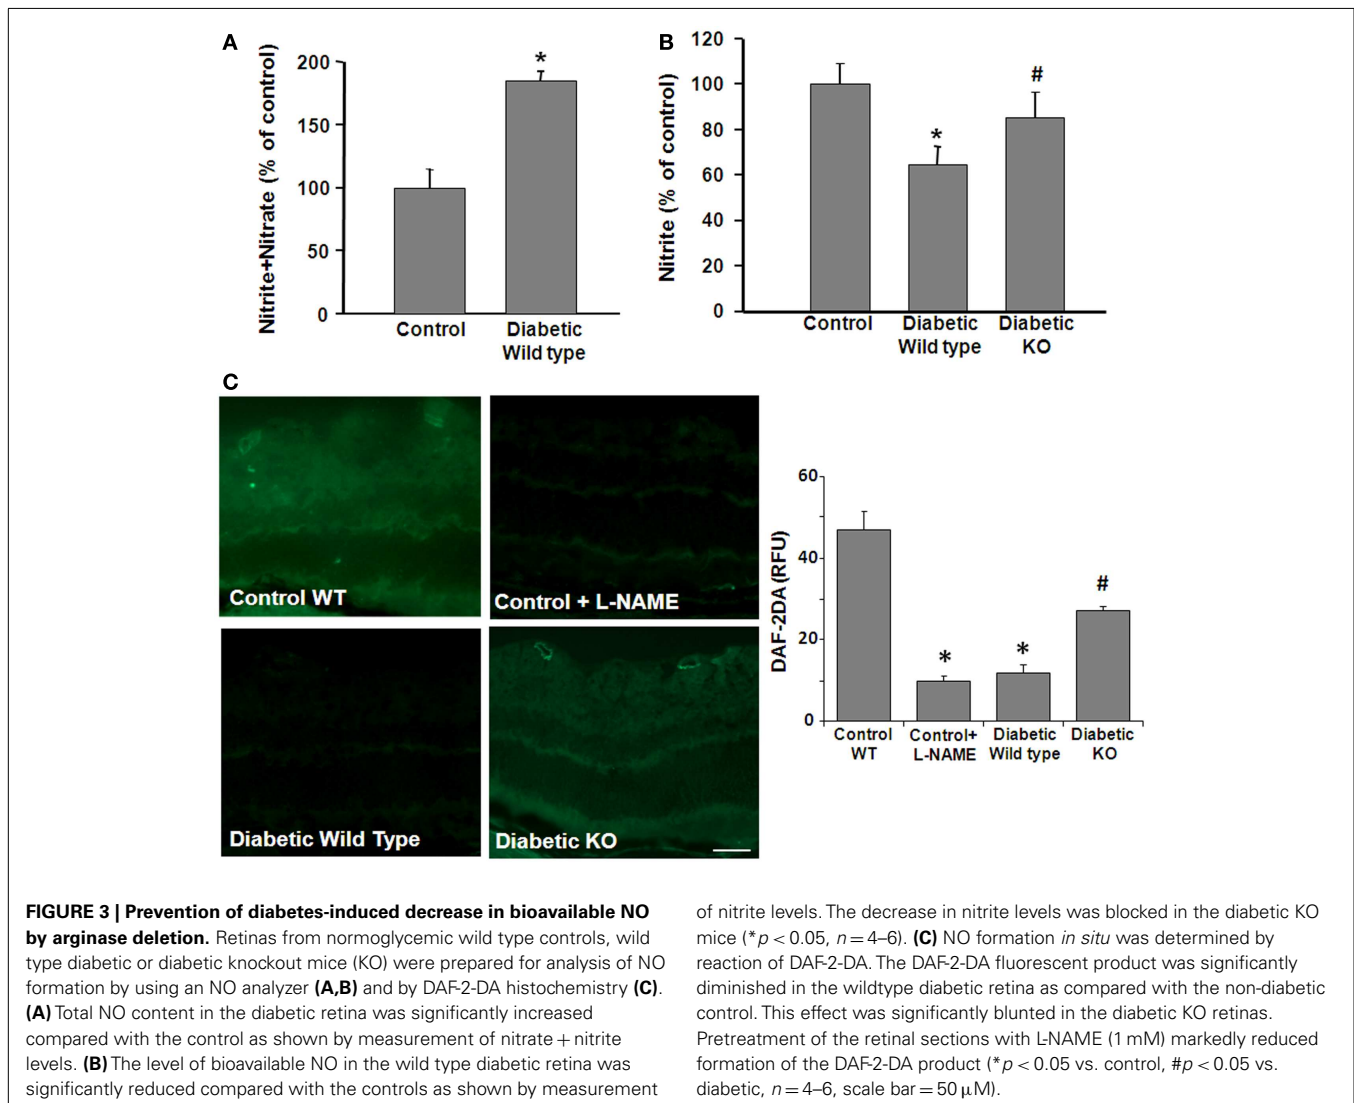 A
Nitrite+Nitrate (% of control)
200
150
100
50
0
*
Control
Diabetic
Wild type
B
Nitrite (% of control)
120
100
80
60
40
20
0
*
#
Control
Diabetic
Wild type
Diabetic
KO
C
Control WT
Control + L-NAME
Diabetic Wild Type
Diabetic KO
DAF-2DA (RFU)
60
40
20
0
*
*
#
Control
WT
Control+
L-NAME
Diabetic
Wild type
Diabetic
KO
FIGURE 3 | Prevention of diabetes-induced decrease in bioavailable NO
by arginase deletion. Retinas from normoglycemic wild type controls, wild
type diabetic or diabetic knockout mice (KO) were prepared for analysis of NO
formation by using an NO analyzer (A,B) and by DAF-2-DA histochemistry (C).
(A) Total NO content in the diabetic retina was significantly increased
compared with the control as shown by measurement of nitrate + nitrite
levels. (B) The level of bioavailable NO in the wild type diabetic retina was
significantly reduced compared with the controls as shown by measurement
of nitrite levels. The decrease in nitrite levels was blocked in the diabetic KO
mice (*p < 0.05, n = 4–6). (C) NO formation in situ was determined by
reaction of DAF-2-DA. The DAF-2-DA fluorescent product was significantly
diminished in the wildtype diabetic retina as compared with the non-diabetic
control. This effect was significantly blunted in the diabetic KO retinas.
Pretreatment of the retinal sections with L-NAME (1 mM) markedly reduced
formation of the DAF-2-DA product (*p < 0.05 vs. control, #p < 0.05 vs.
diabetic, n = 4–6, scale bar = 50 μM).